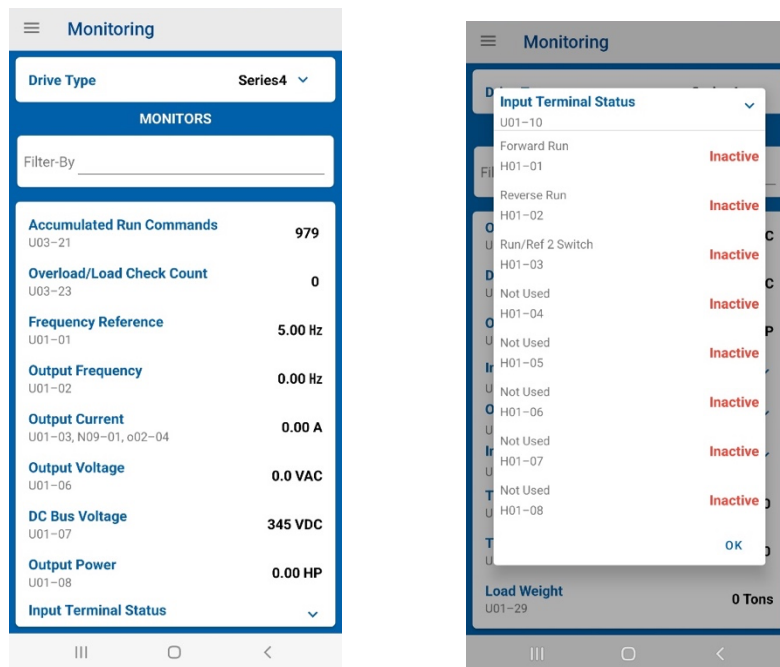 Monitoring
Drive Type Series4
MONITORS
Filter-By
Accumulated Run Commands
U03-21
979
Overload/Load Check Count
U03-23
0
Frequency Reference
U01-01
5.00 Hz
Output Frequency
U01-02
0.00 Hz
Output Current
U01-03, N09-01, o02-04
0.00 A
Output Voltage
U01-06
0.0 VAC
DC Bus Voltage
U01-07
345 VDC
Output Power
U01-08
0.00 HP
Input Terminal Status
Monitoring
Input Terminal Status
U01-10
Forward Run
H01-01
Inactive
Reverse Run
H01-02
Inactive
Run/Ref 2 Switch
H01-03
Inactive
Not Used
H01-04
Inactive
Not Used
H01-05
Inactive
Not Used
H01-06
Inactive
Not Used
H01-07
Inactive
Not Used
H01-08
Inactive
OK
Load Weight
U01-29
0 Tons